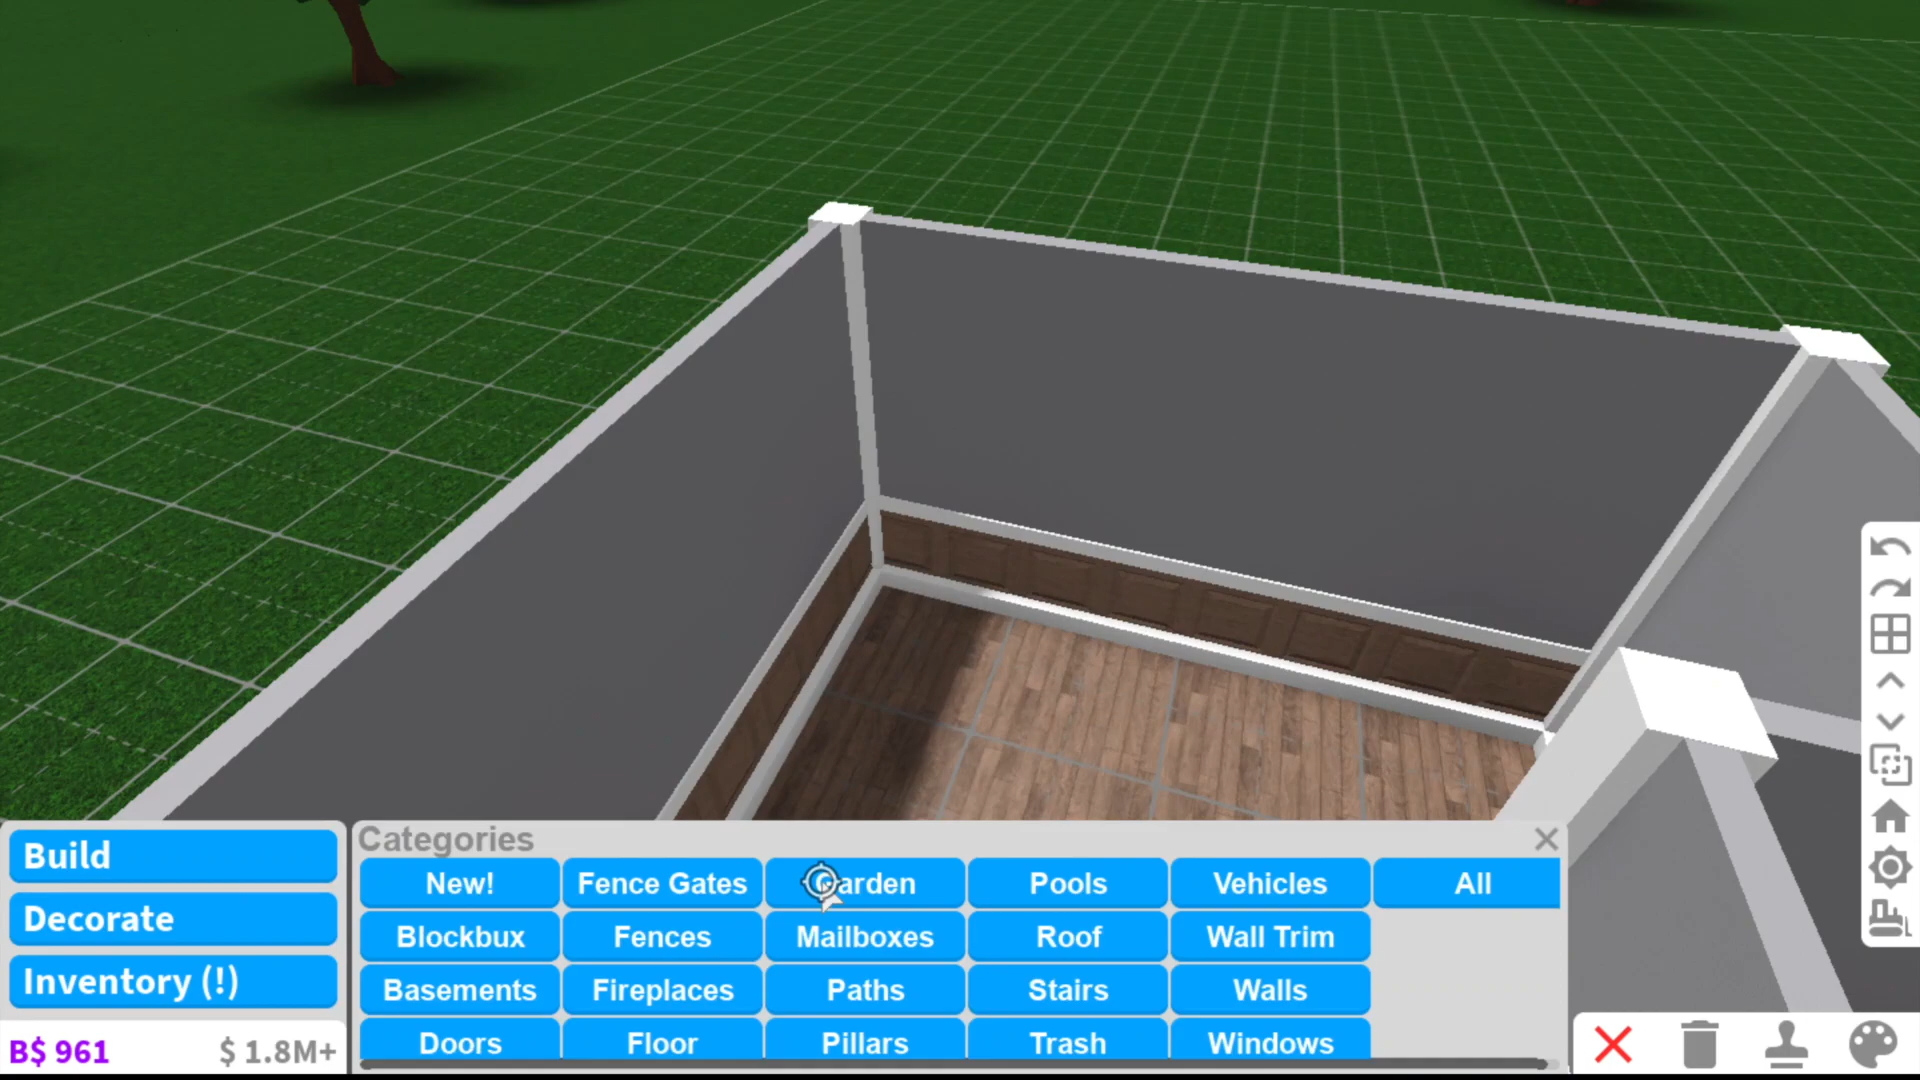 Build
Decorate
Inventory (!)
B$ 961 $ 1.8M+
Categories
New! Fence Gates Garden Pools Vehicles All
Blockbux Fences Mailboxes Roof Wall Trim
Basements Fireplaces Paths Stairs Walls
Doors Floor Pillars Trash Windows